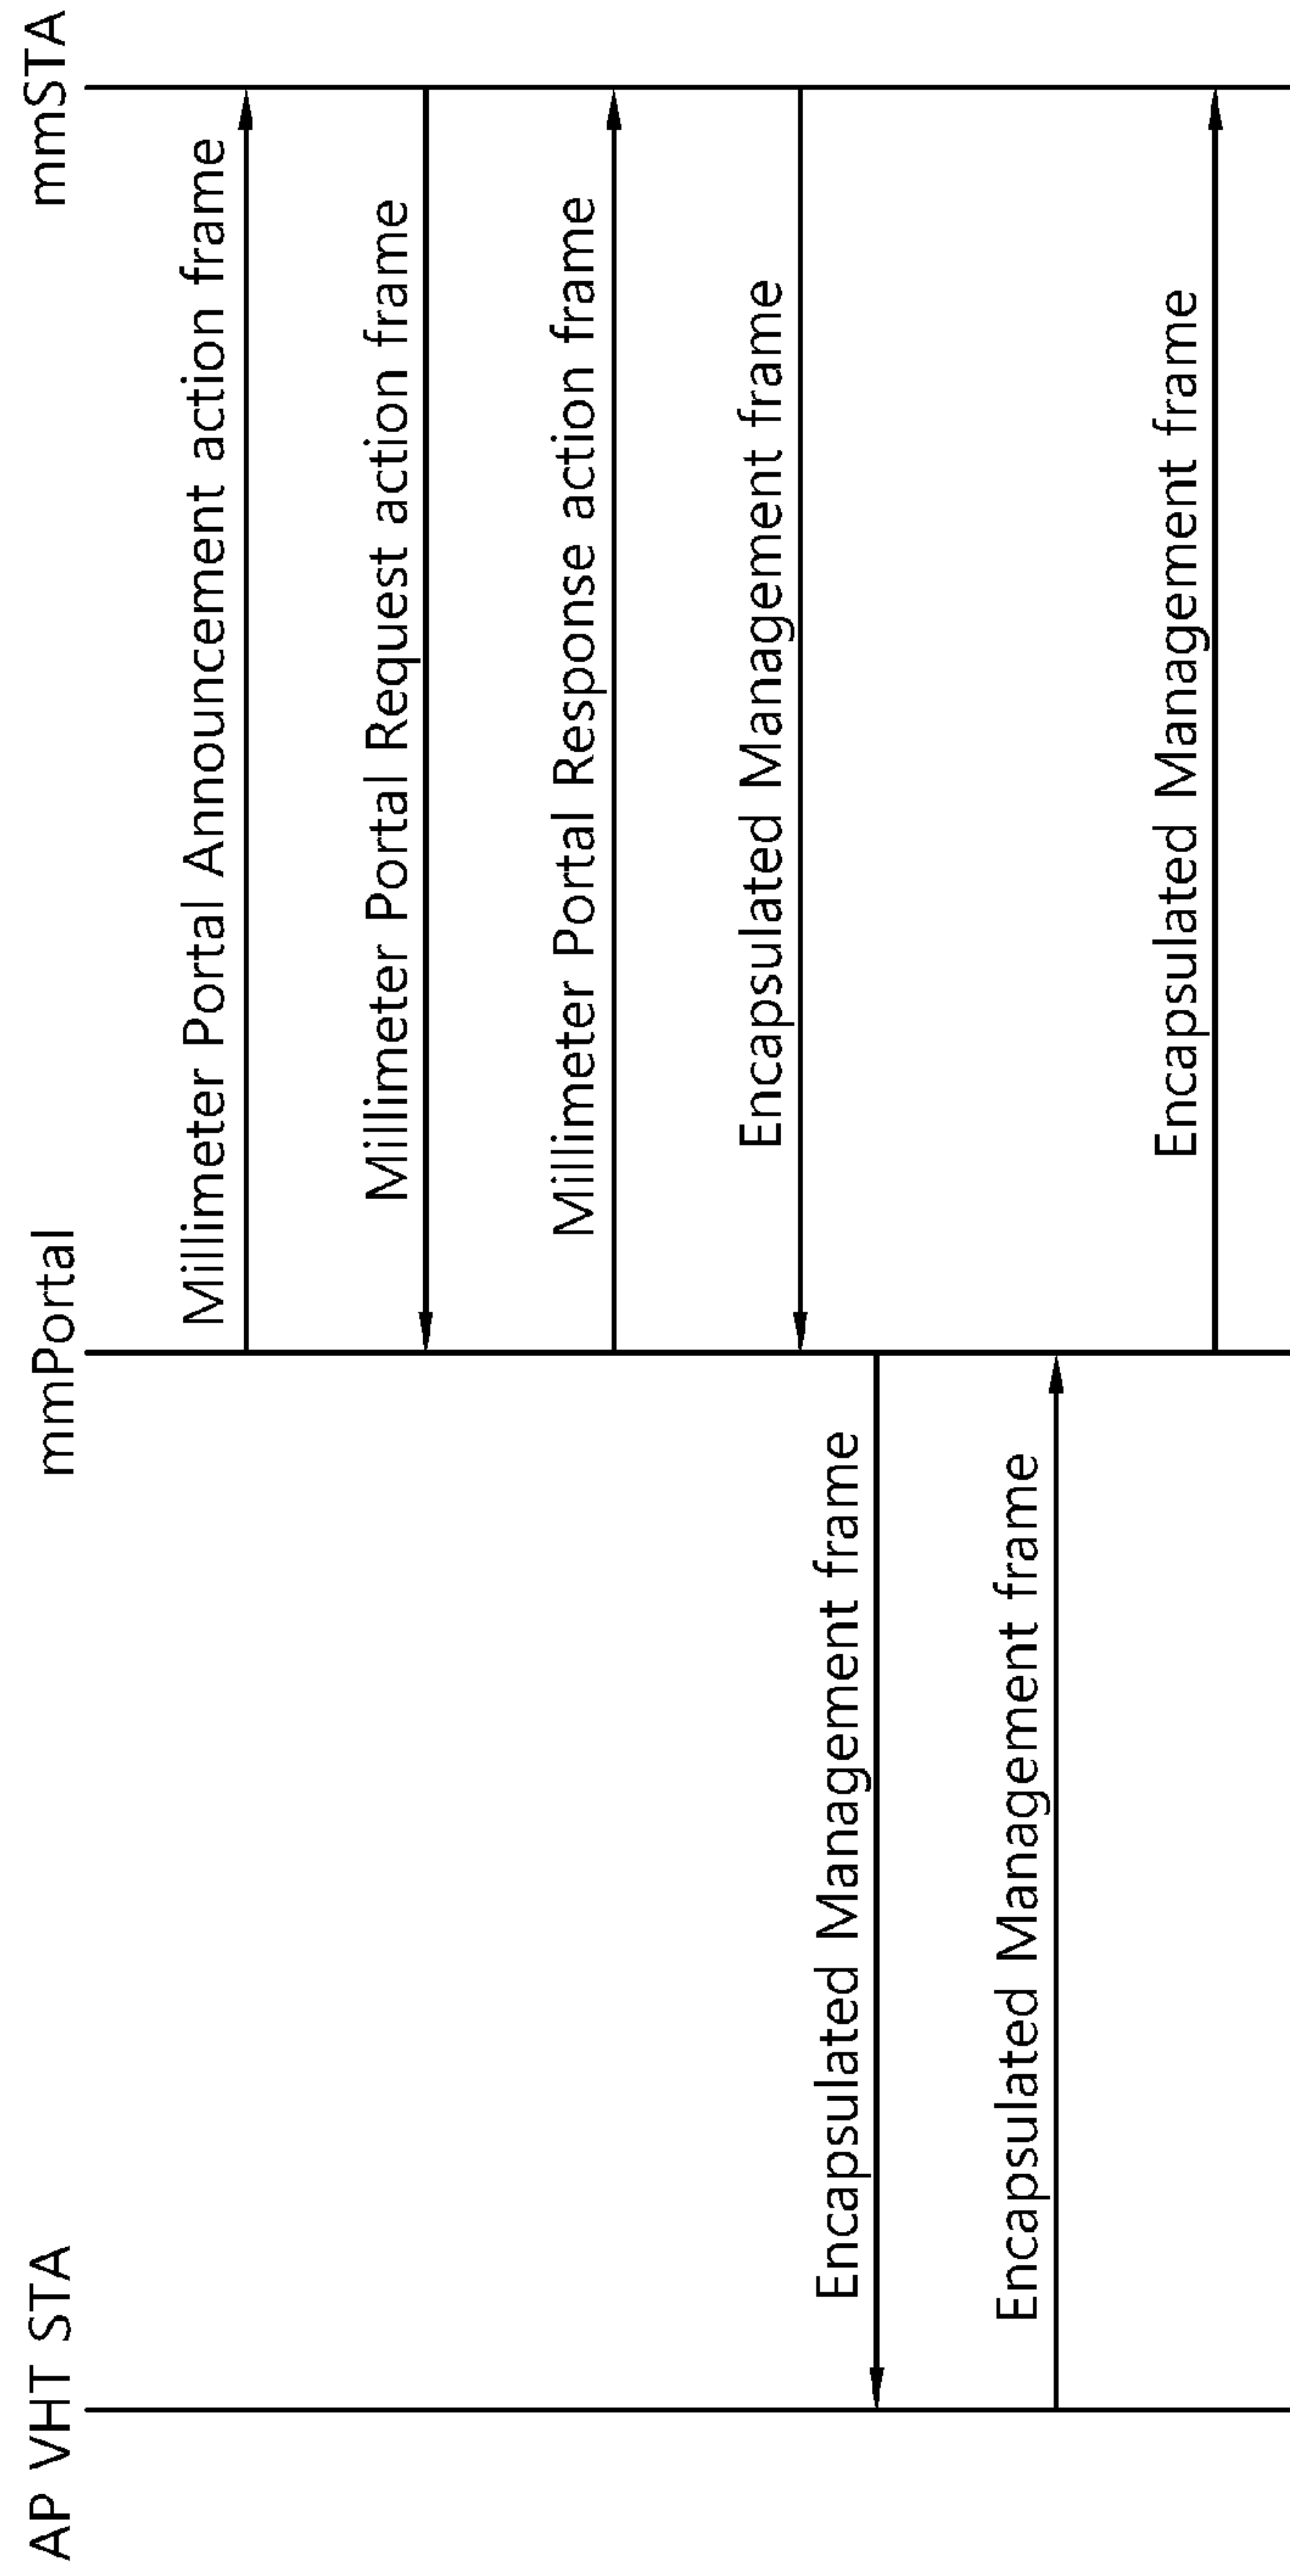 AP VHT STA
mmPortal
mmSTA
Millimeter Portal Announcement action frame
Millimeter Portal Request action frame
Millimeter Portal Response action frame
Encapsulated Management frame
Encapsulated Management frame
Encapsulated Management frame
Encapsulated Management frame